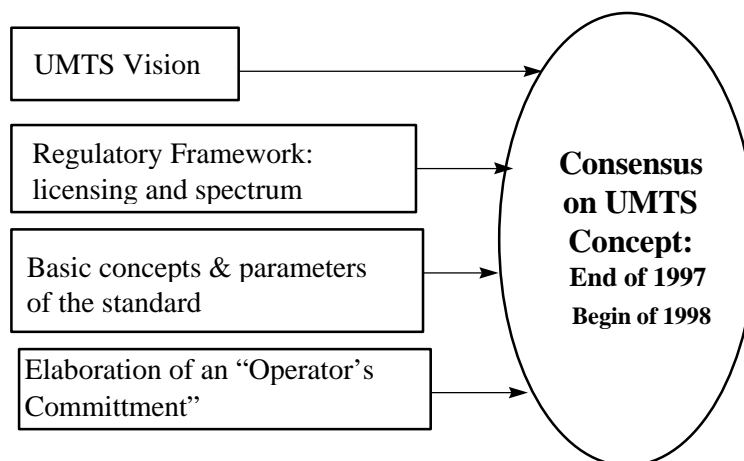 UMTS Vision
Regulatory Framework:
licensing and spectrum
Basic concepts & parameters
of the standard
Elaboration of an “Operator’s
Committment”
Consensus
on UMTS
Concept:
End of 1997
Begin of 1998